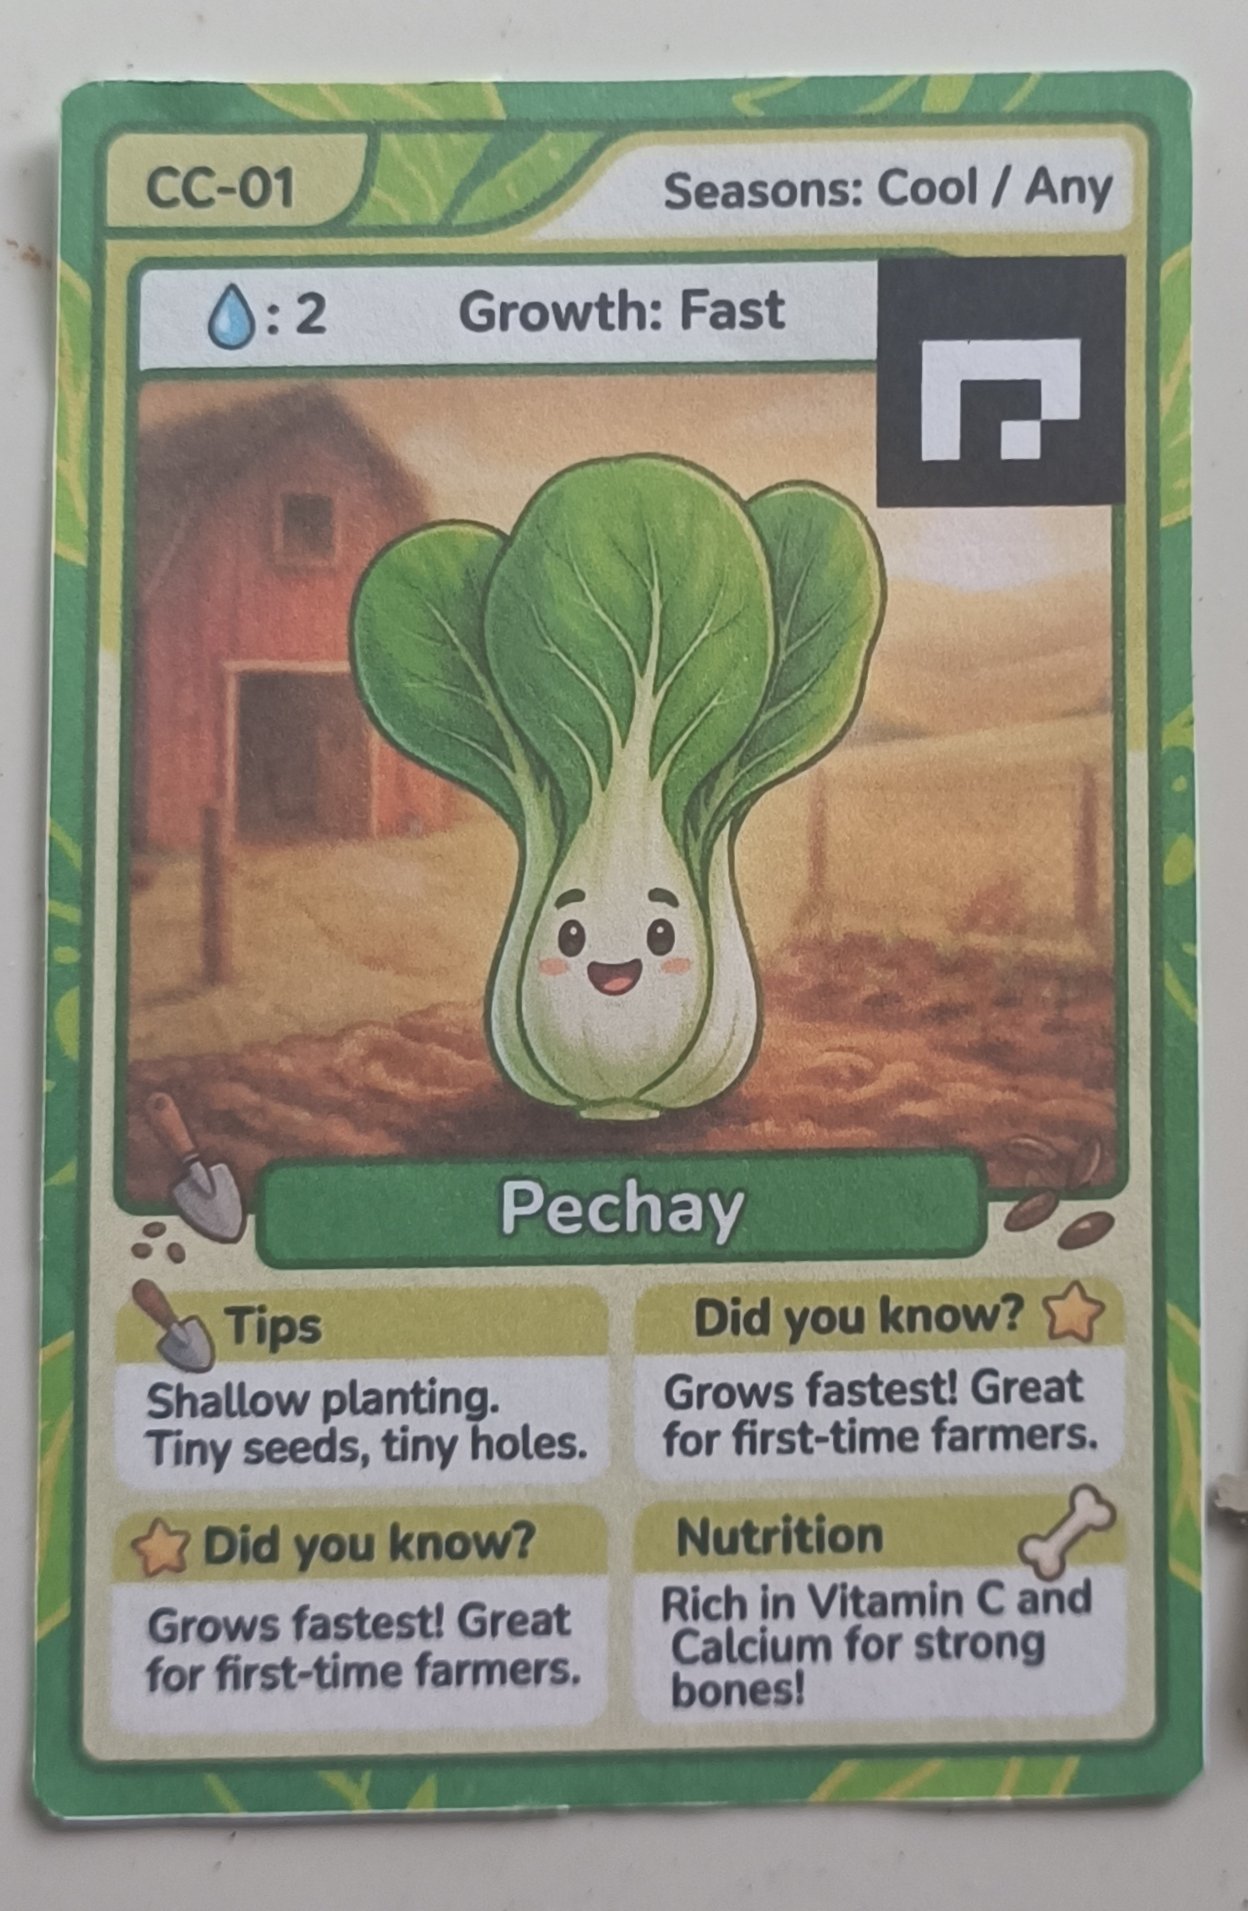 CC-01
Seasons: Cool / Any
: 2
Growth: Fast
Pechay
Tips
Shallow planting.
Tiny seeds, tiny holes.
Did you know?
Grows fastest! Great
for first-time farmers.
Did you know?
Grows fastest! Great
for first-time farmers.
Nutrition
Rich in Vitamin C and
Calcium for strong
bones!